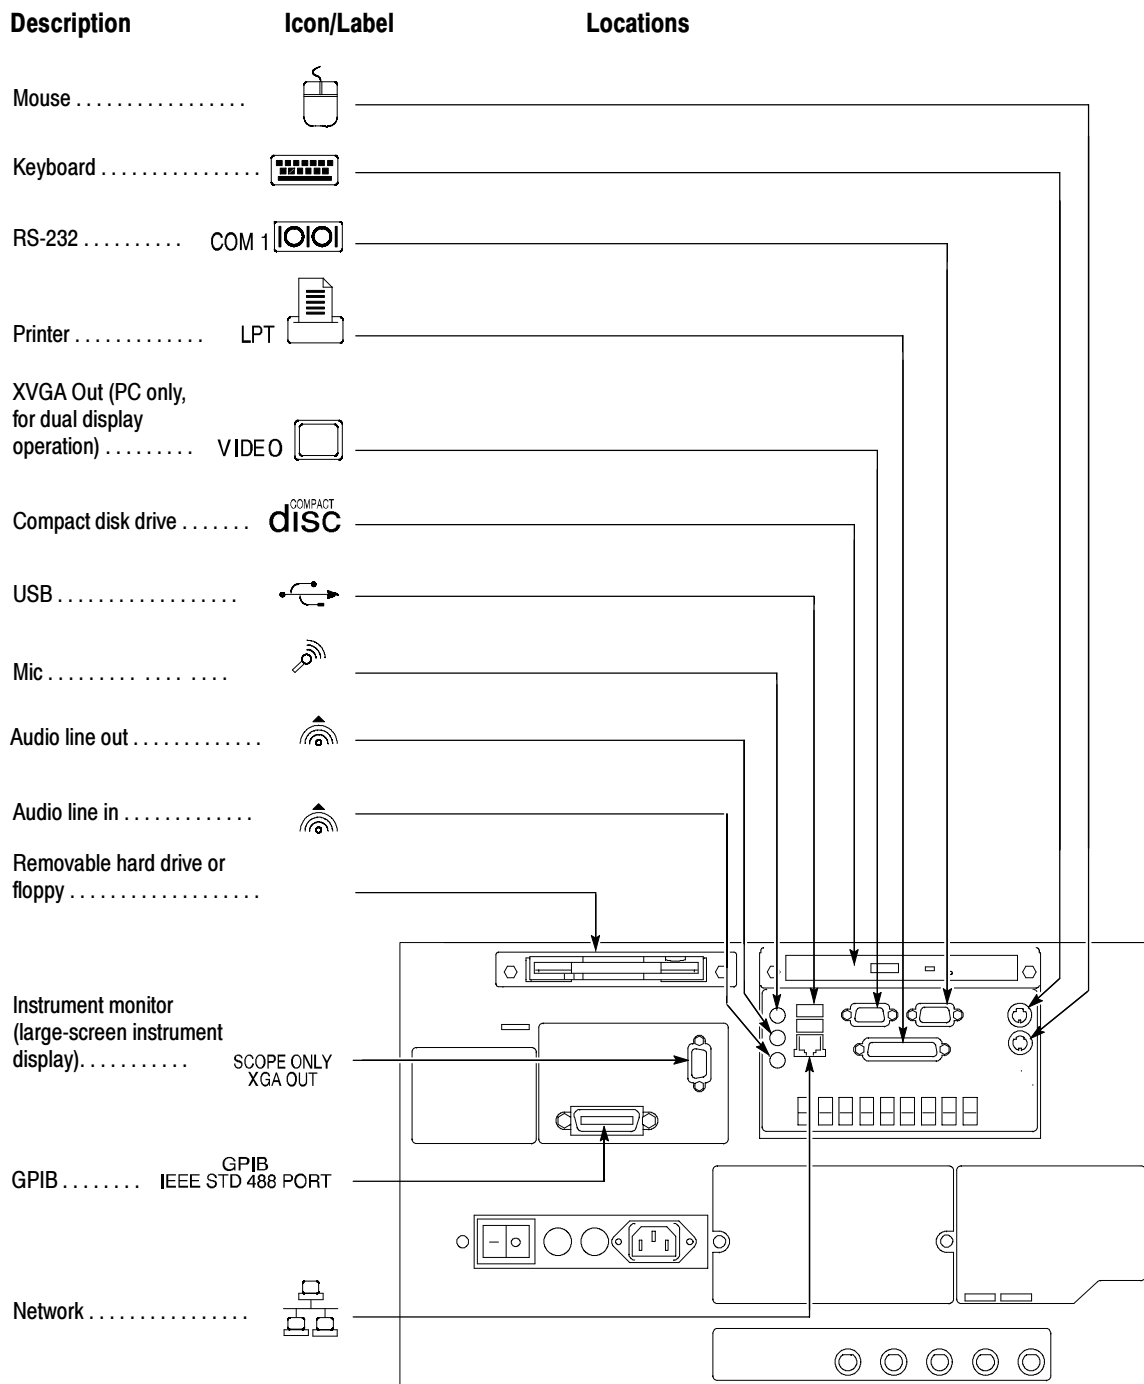 Description Icon/Label Locations
Mouse . . . . . . . . . . . . . . . . .
Keyboard . . . . . . . . . . . . . . . .
RS-232 . . . . . . . . . . COM 1 IOIOI
Printer . . . . . . . . . . . . . LPT
XVGA Out (PC only,
for dual display
operation) . . . . . . . . . VIDEO
Compact disk drive . . . . . . . COMPACT disc
USB . . . . . . . . . . . . . . . . . .
Mic . . . . . . . . . . . . . . . . .
Audio line out . . . . . . . . . . . . .
Audio line in . . . . . . . . . . . . .
Removable hard drive or
floppy . . . . . . . . . . . . . . . . . . .
Instrument monitor
(large-screen instrument
display). . . . . . . . . . . SCOPE ONLY
XGA OUT
GPIB . . . . . . . . GPIB
IEEE STD 488 PORT
Network . . . . . . . . . . . . . . . .